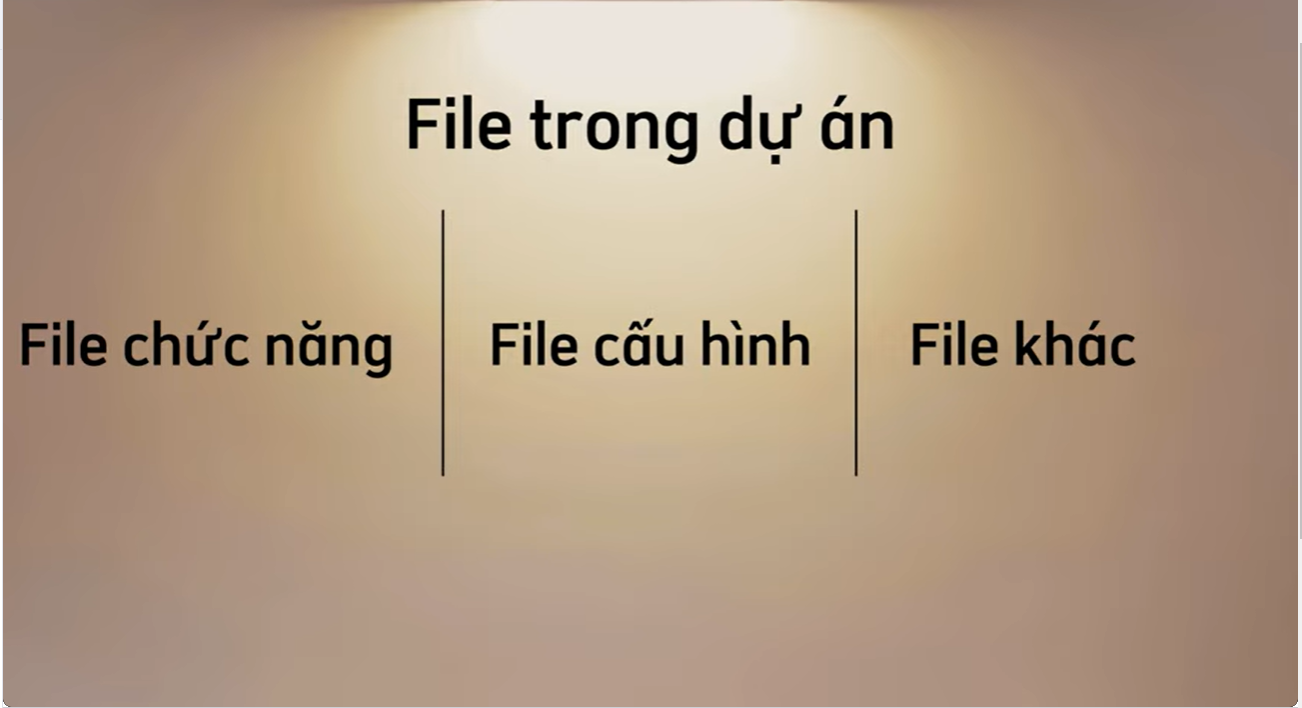 File trong dự án
File chức năng
File cấu hình
File khác